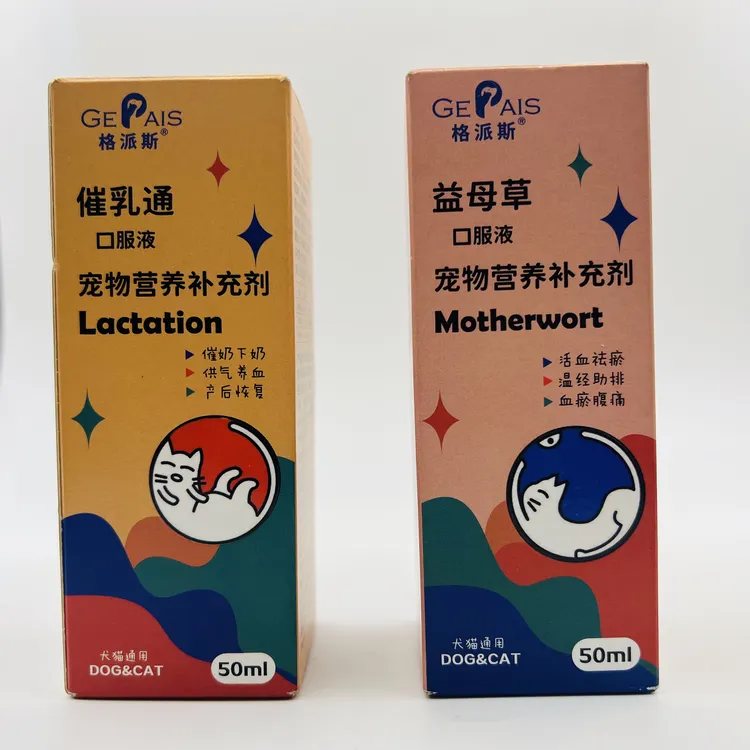 GEPAIS
格派斯®
催乳通
口服液
宠物营养补充剂
Lactation
催奶下奶
供气养血
产后恢复
犬猫通用
DOG&CAT
50ml
GEPAIS
格派斯®
益母草
口服液
宠物营养补充剂
Motherwort
活血祛瘀
温经助排
血瘀腹痛
犬猫通用
DOG&CAT
50ml